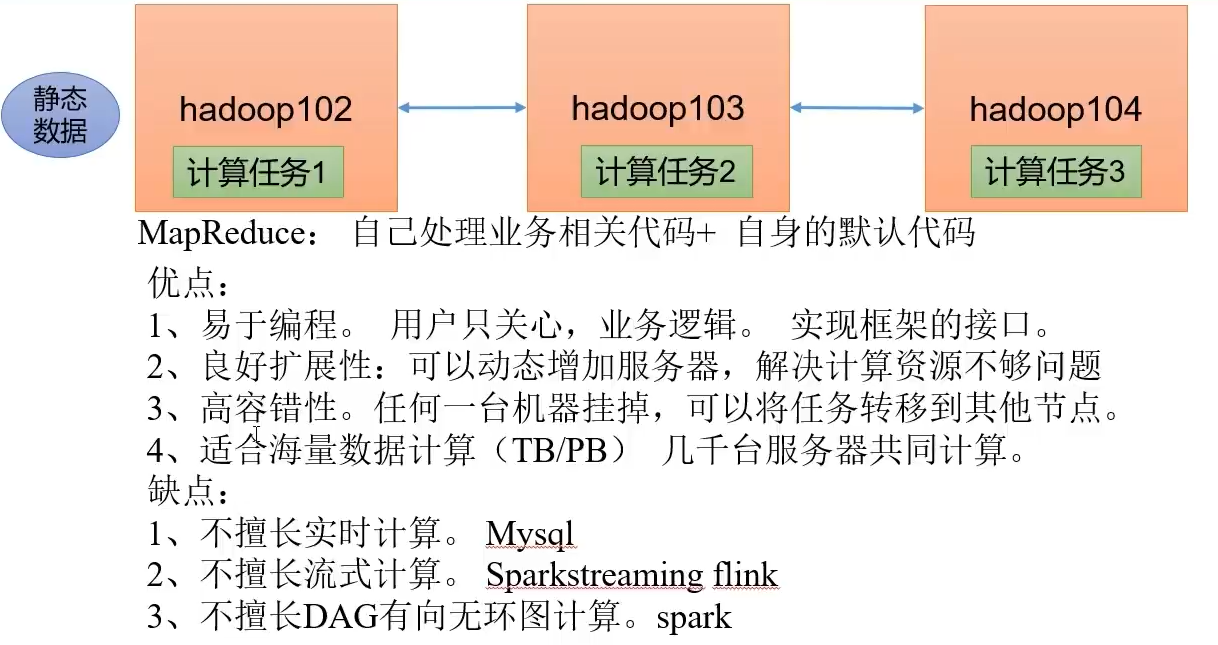 静态
数据
hadoop102
计算任务1
hadoop103
计算任务2
hadoop104
计算任务3
MapReduce： 自己处理业务相关代码+ 自身的默认代码
优点：
1、易于编程。 用户只关心，业务逻辑。 实现框架的接口。
2、良好扩展性：可以动态增加服务器，解决计算资源不够问题
3、高容错性。任何一台机器挂掉，可以将任务转移到其他节点。
4、适合海量数据计算（TB/PB） 几千台服务器共同计算。
缺点：
1、不擅长实时计算。 Mysql
2、不擅长流式计算。 Sparkstreaming flink
3、不擅长DAG有向无环图计算。spark